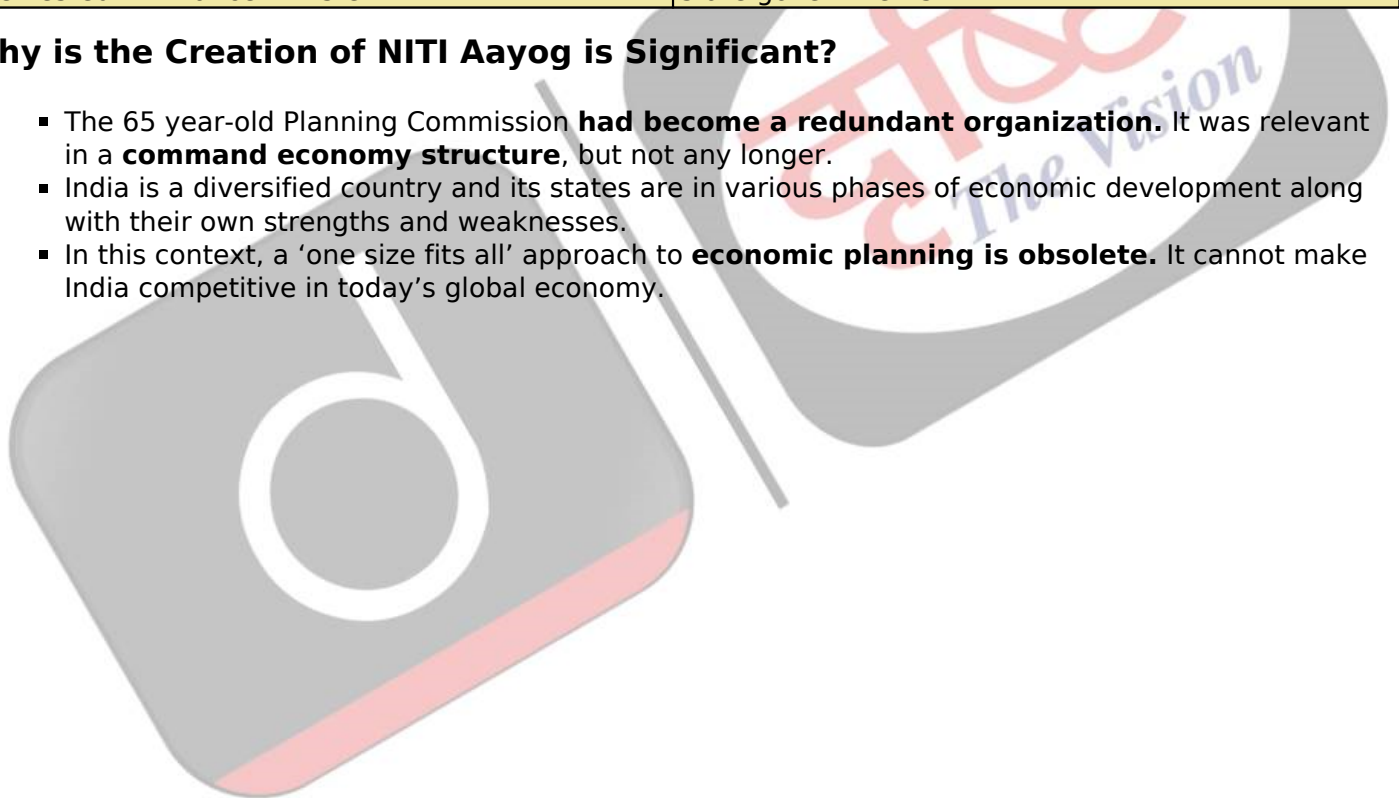 hy is the Creation of NITI Aayog is Significant?
▪ The 65 year-old Planning Commission had become a redundant organization. It was relevant
in a command economy structure, but not any longer.
▪ India is a diversified country and its states are in various phases of economic development along
with their own strengths and weaknesses.
▪ In this context, a ‘one size fits all’ approach to economic planning is obsolete. It cannot make
India competitive in today’s global economy.
The Vision